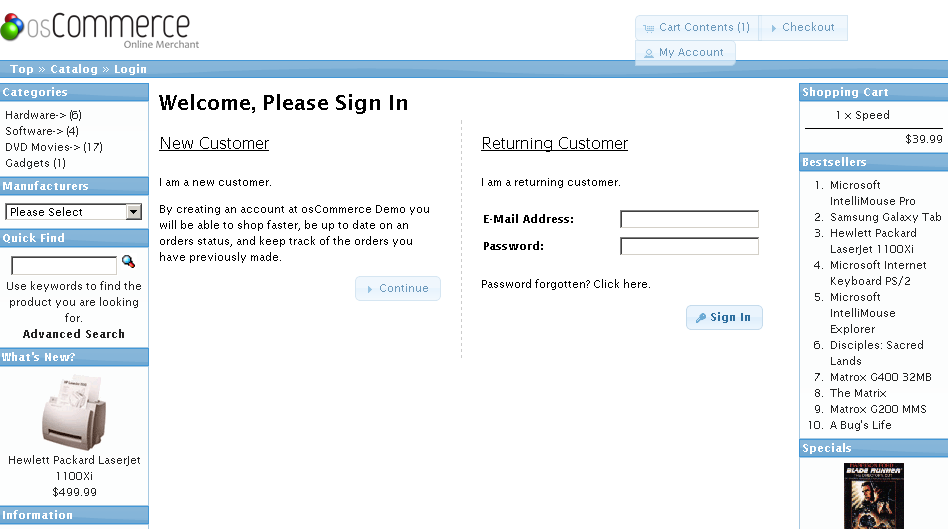 osCommerce
Online Merchant
Cart Contents (1)
Checkout
My Account
Top » Catalog » Login
Categories
Hardware-> (6)
Software-> (4)
DVD Movies-> (17)
Gadgets (1)
Manufacturers
Please Select
Quick Find
Use keywords to find the
product you are looking
for.
Advanced Search
What's New?
Hewlett Packard LaserJet
1100Xi
$499.99
Information
Welcome, Please Sign In
New Customer
I am a new customer.
By creating an account at osCommerce Demo you
will be able to shop faster, be up to date on an
orders status, and keep track of the orders you
have previously made.
Continue
Returning Customer
I am a returning customer.
E-Mail Address:
Password:
Password forgotten? Click here.
Sign In
Shopping Cart
1 x Speed
$39.99
Bestsellers
1. Microsoft
IntelliMouse Pro
2. Samsung Galaxy Tab
3. Hewlett Packard
LaserJet 1100Xi
4. Microsoft Internet
Keyboard PS/2
5. Microsoft
IntelliMouse
Explorer
6. Disciples: Sacred
Lands
7. Matrox G400 32MB
8. The Matrix
9. Matrox G200 MMS
10. A Bug's Life
Specials
BLADE RUNNER